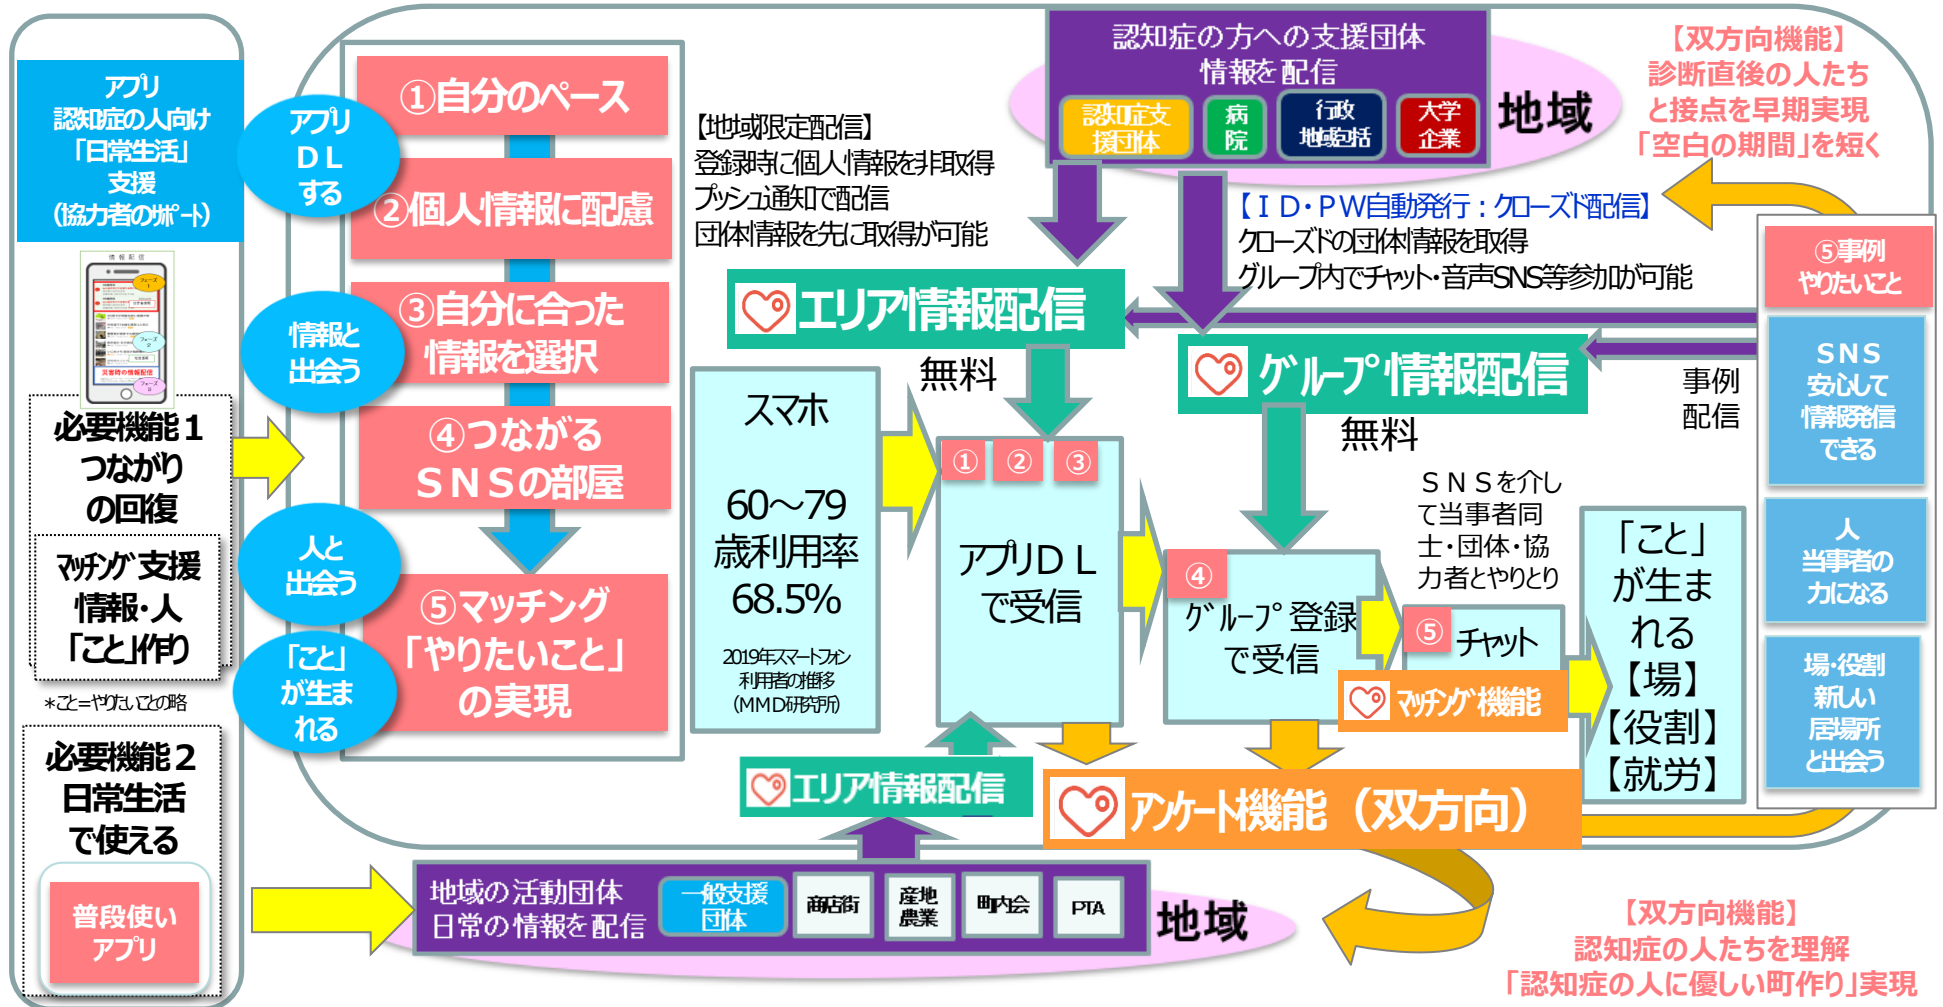 アプリ
認知症の人向け
「日常生活」
支援
(協力者のサポート)
情報配信
フェーズ
1
フェーズ
2
災害時の情報配信
フェーズ
3
必要機能1
つながり
の回復
マッチング支援
情報・人
「こと」作り
*こと=やりたいことの略
必要機能2
日常生活
で使える
普段使い
アプリ
アプリ
DL
する
情報と
出会う
人と
出会う
「こと」
が生ま
れる
①自分のペース
②個人情報に配慮
③自分に合った
情報を選択
④つながる
SNSの部屋
⑤マッチング
「やりたいこと」
の実現
【地域限定配信】
登録時に個人情報を非取得
プッシュ通知で配信
団体情報を先に取得が可能
認知症の方への支援団体
情報を配信
認知症支
援団体
病
院
行政
地域包括
大学
企業
地域
【双方向機能】
診断直後の人たち
と接点を早期実現
「空白の期間」を短く
【ID・PW自動発行:クローズド配信】
クローズドの団体情報を取得
グループ内でチャット・音声SNS等参加が可能
エリア情報配信
無料
グループ情報配信
無料
事例
配信
スマホ
60~79
歳利用率
68.5%
2019年スマートフォン
利用者の推移
(MMD研究所)
① ② ③
アプリDL
で受信
④
グループ登録
で受信
SNSを介し
て当事者同
士・団体・協
力者とやりとり
⑤
チャット
マッチング機能
「こと」
が生ま
れる
【場】
【役割】
【就労】
⑤事例
やりたいこと
SNS
安心して
情報発信
できる
人
当事者の
力になる
場・役割
新しい
居場所
と出会う
エリア情報配信
アンケート機能(双方向)
地域の活動団体
日常の情報を配信
一般支援
団体
商店街
産地
農業
町内会
PTA
地域
【双方向機能】
認知症の人たちを理解
「認知症の人に優しい町作り」実現